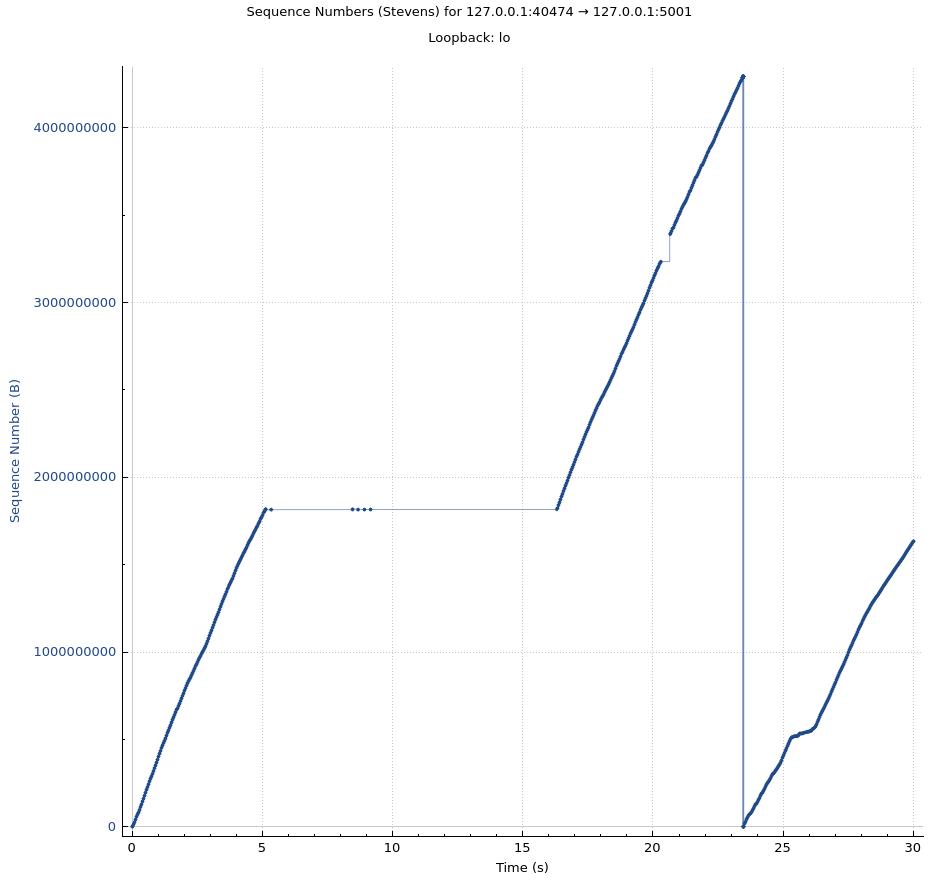 Sequence Numbers (Stevens) for 127.0.0.1:40474 → 127.0.0.1:5001
Loopback: lo
4000000000
3000000000
2000000000
1000000000
0
Sequence Number (B)
0 5 10 15 20 25 30
Time (s)